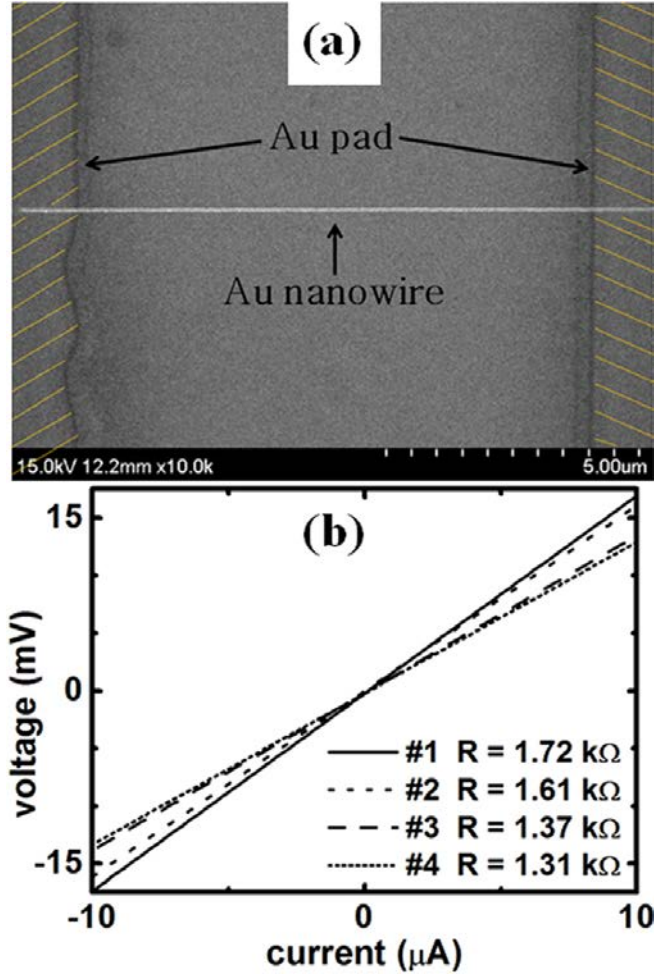 (a)
Au pad
Au nanowire
15.0kV 12.2mm x10.0k 5.00um
(b)
15
0
-15
voltage (mV)
#1 R = 1.72 kΩ
#2 R = 1.61 kΩ
#3 R = 1.37 kΩ
#4 R = 1.31 kΩ
-10 0 10
current (μA)